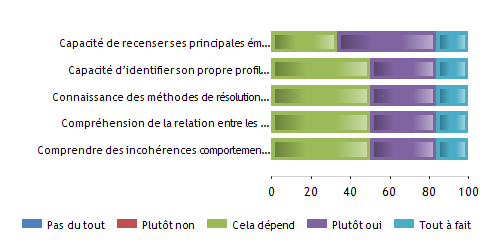 Capacité de recenser ses principales ém...
Capacité d’identifier son propre profil...
Connaissance des méthodes de résolution...
Compréhension de la relation entre les ...
Comprendre des incohérences comportemen...
0 20 40 60 80 100
Pas du tout Plutôt non Cela dépend Plutôt oui Tout à fait